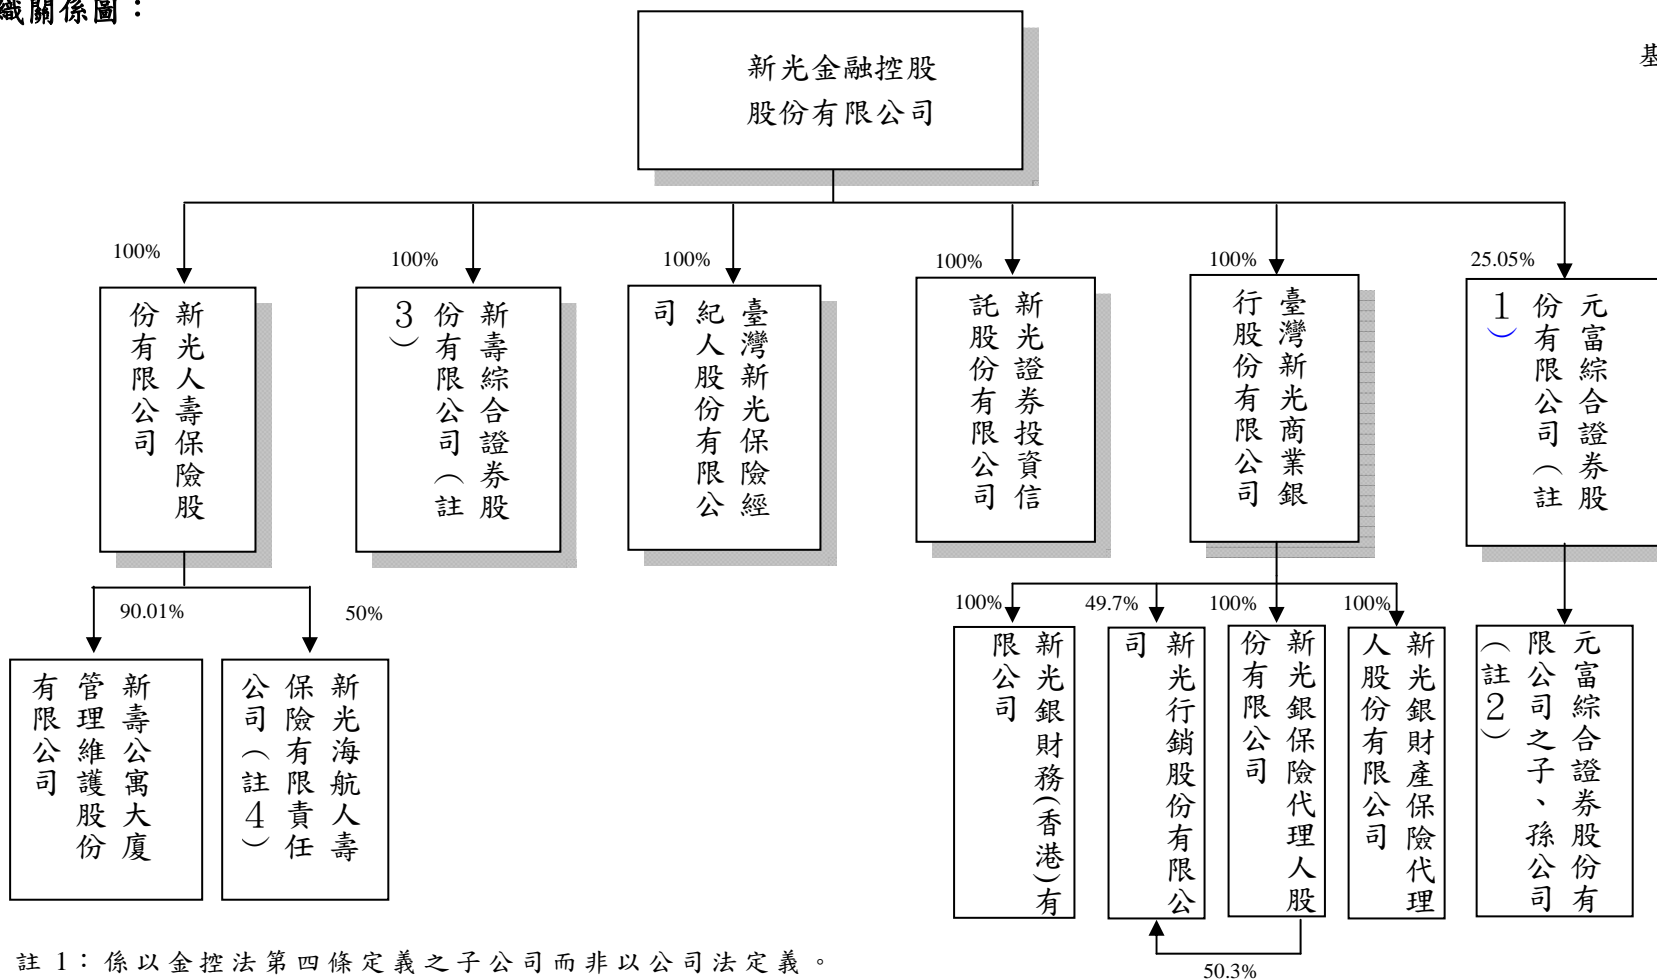 織關係圖：
基
新光金融控股
股份有限公司
100%
100%
100%
100%
100%
25.05%
新光人壽保險股
份有限公司
新壽綜合證券股
份有限公司（註
3）
臺灣新光保險經
紀人股份有限公
司
新光證券投資信
託股份有限公司
臺灣新光商業銀
行股份有限公司
元富綜合證券股
份有限公司（註
1）
90.01%
50%
100%
49.7%
100%
100%
新壽公寓大廈
管理維護股份
有限公司
新光海航人壽
保險有限責任
公司（註4）
新光銀財務(香港)有
限公司
新光行銷股份有限公
司
新光銀保險代理人股
份有限公司
新光銀財產保險代理
人股份有限公司
元富綜合證券股份有
限公司之子、孫公司
（註2）
50.3%
註 1：係以金控法第四條定義之子公司而非以公司法定義。